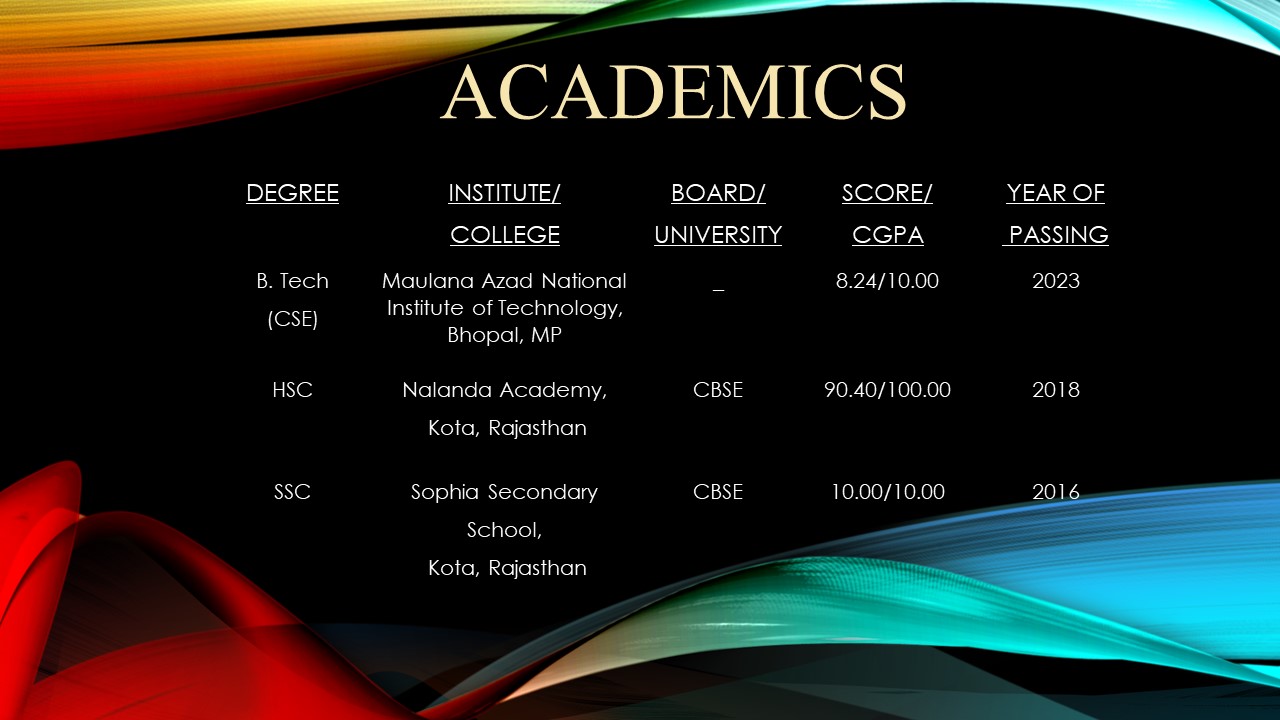 ACADEMICS
DEGREE
INSTITUTE/
COLLEGE
BOARD/
UNIVERSITY
SCORE/
CGPA
YEAR OF
PASSING
B. Tech
(CSE)
Maulana Azad National
Institute of Technology,
Bhopal, MP
_
8.24/10.00
2023
HSC
Nalanda Academy,
Kota, Rajasthan
CBSE
90.40/100.00
2018
SSC
Sophia Secondary
School,
Kota, Rajasthan
CBSE
10.00/10.00
2016